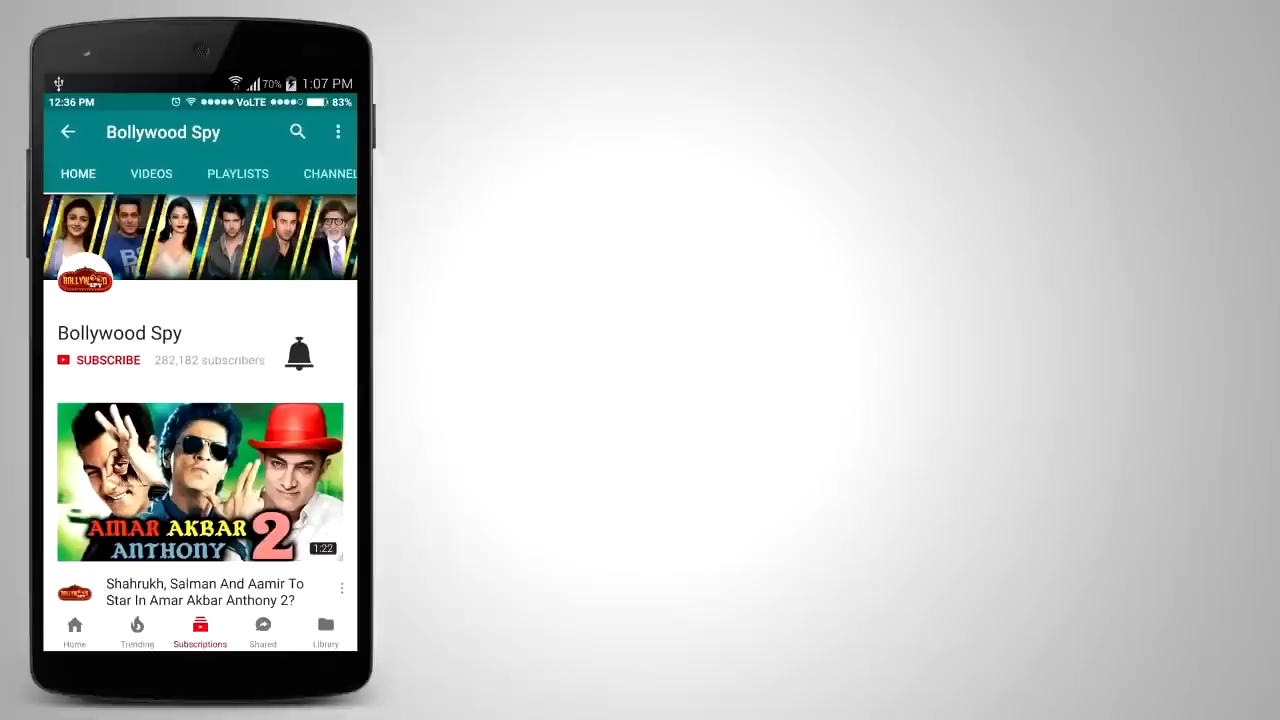 70% 1:07 PM
12:36 PM VoLTE 83%
Bollywood Spy
HOME VIDEOS PLAYLISTS CHANNEL
BOLLYWOOD
SPY
Bollywood Spy
SUBSCRIBE 282,182 subscribers
AMAR AKBAR
ANTHONY 2
1:22
Shahrukh, Salman And Aamir To
Star In Amar Akbar Anthony 2?
Home Trending Subscriptions Shared Library